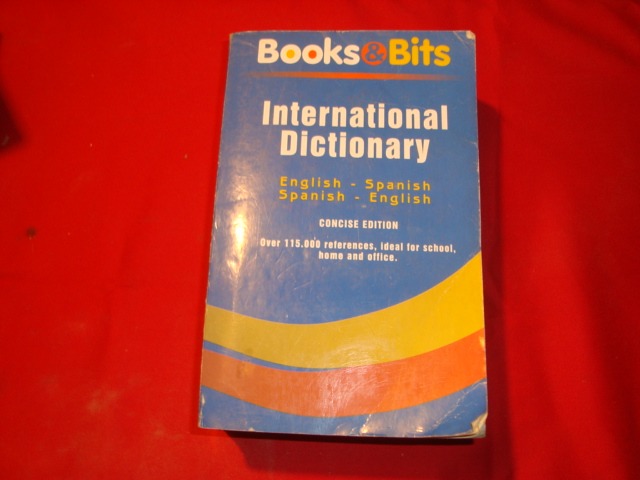 Books&Bits
International
Dictionary
English - Spanish
Spanish - English
CONCISE EDITION
Over 115.000 references, ideal for school,
home and office.